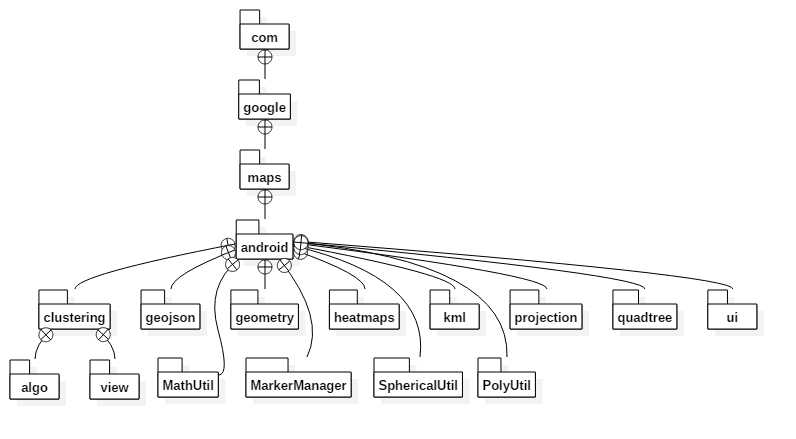 com
google
maps
android
clustering
geojson
geometry
heatmaps
kml
projection
quadtree
ui
algo
view
MathUtil
MarkerManager
SphericalUtil
PolyUtil